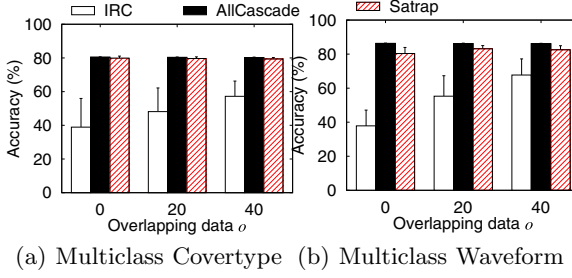 IRC AllCascade Satrap
100
80
60
40
20
0
Accuracy (%)
0 20 40
Overlapping data o
100
80
60
40
20
0
Accuracy (%)
0 20 40
Overlapping data o
(a) Multiclass Covertype (b) Multiclass Waveform